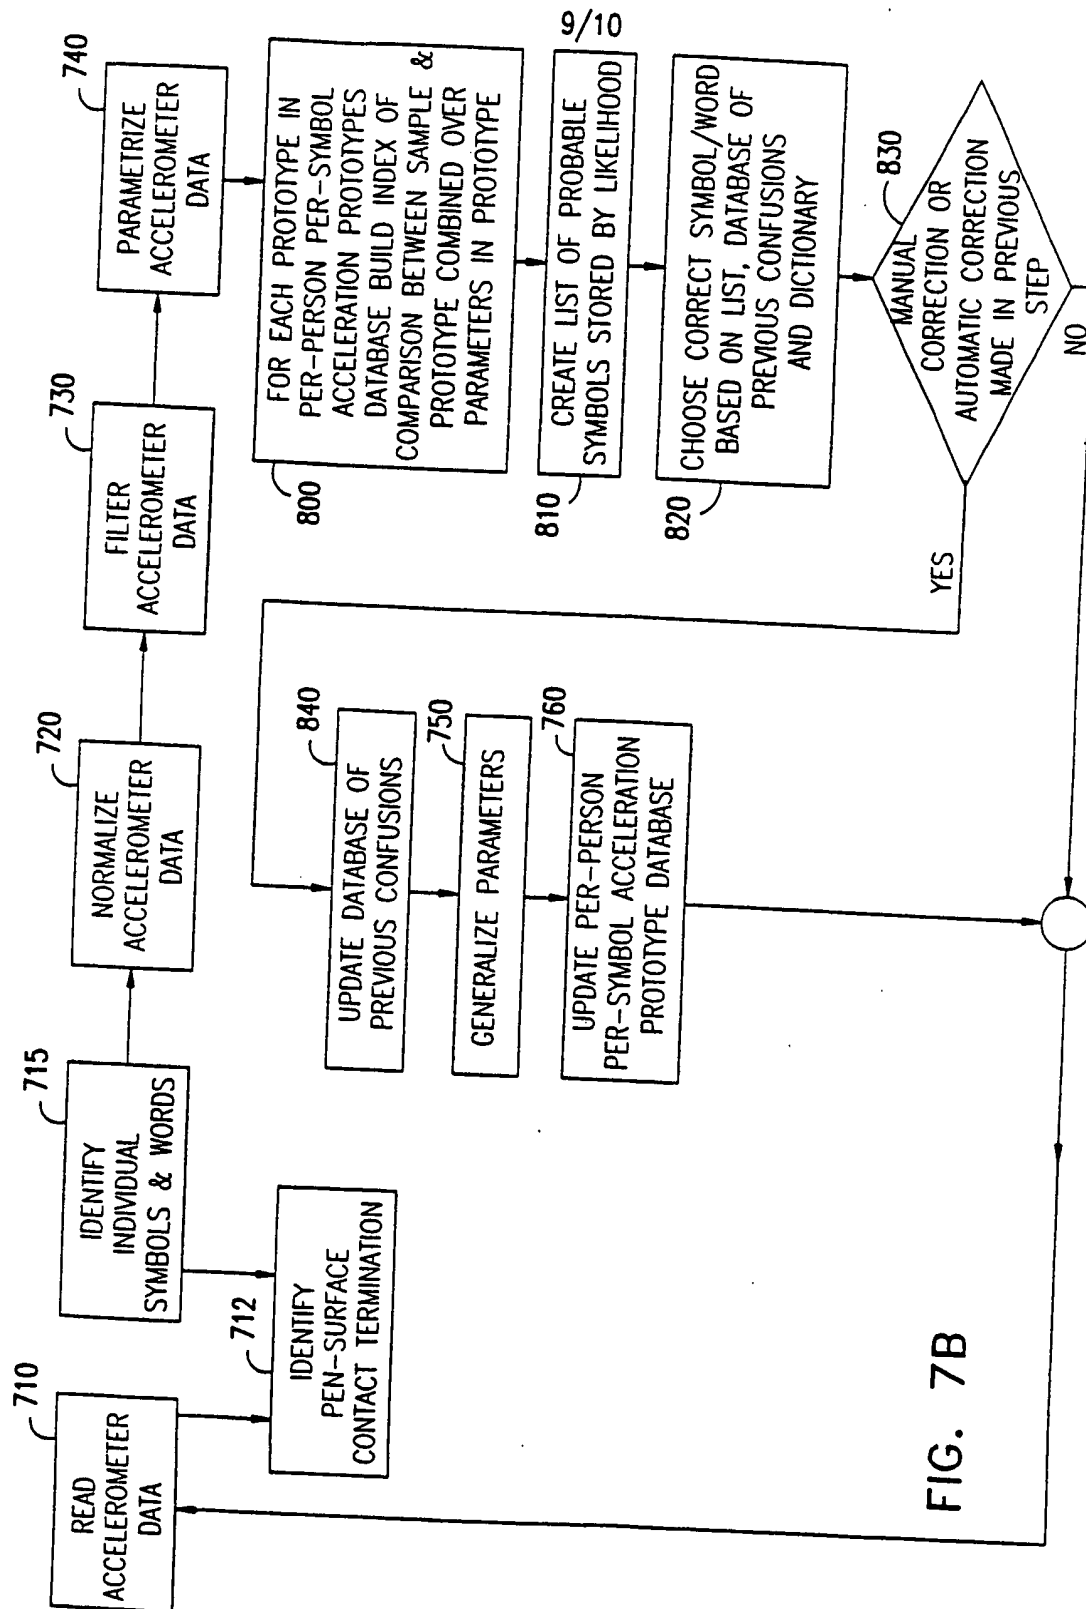 9/10
710
READ
ACCELEROMETER
DATA
712
IDENTIFY
PEN-SURFACE
CONTACT TERMINATION
715
IDENTIFY
INDIVIDUAL
SYMBOLS & WORDS
720
NORMALIZE
ACCELEROMETER
DATA
730
FILTER
ACCELEROMETER
DATA
740
PARAMETRIZE
ACCELEROMETER
DATA
800
FOR EACH PROTOTYPE IN
PER-PERSON PER-SYMBOL
ACCELERATION PROTOTYPES
DATABASE BUILD INDEX OF
COMPARISON BETWEEN SAMPLE &
PROTOTYPE COMBINED OVER
PARAMETERS IN PROTOTYPE
810
CREATE LIST OF PROBABLE
SYMBOLS STORED BY LIKELIHOOD
820
CHOOSE CORRECT SYMBOL/WORD
BASED ON LIST, DATABASE OF
PREVIOUS CONFUSIONS
AND DICTIONARY
830
MANUAL
CORRECTION OR
AUTOMATIC CORRECTION
MADE IN PREVIOUS
STEP
YES
NO
840
UPDATE DATABASE OF
PREVIOUS CONFUSIONS
750
GENERALIZE PARAMETERS
760
UPDATE PER-PERSON
PER-SYMBOL ACCELERATION
PROTOTYPE DATABASE
FIG. 7B